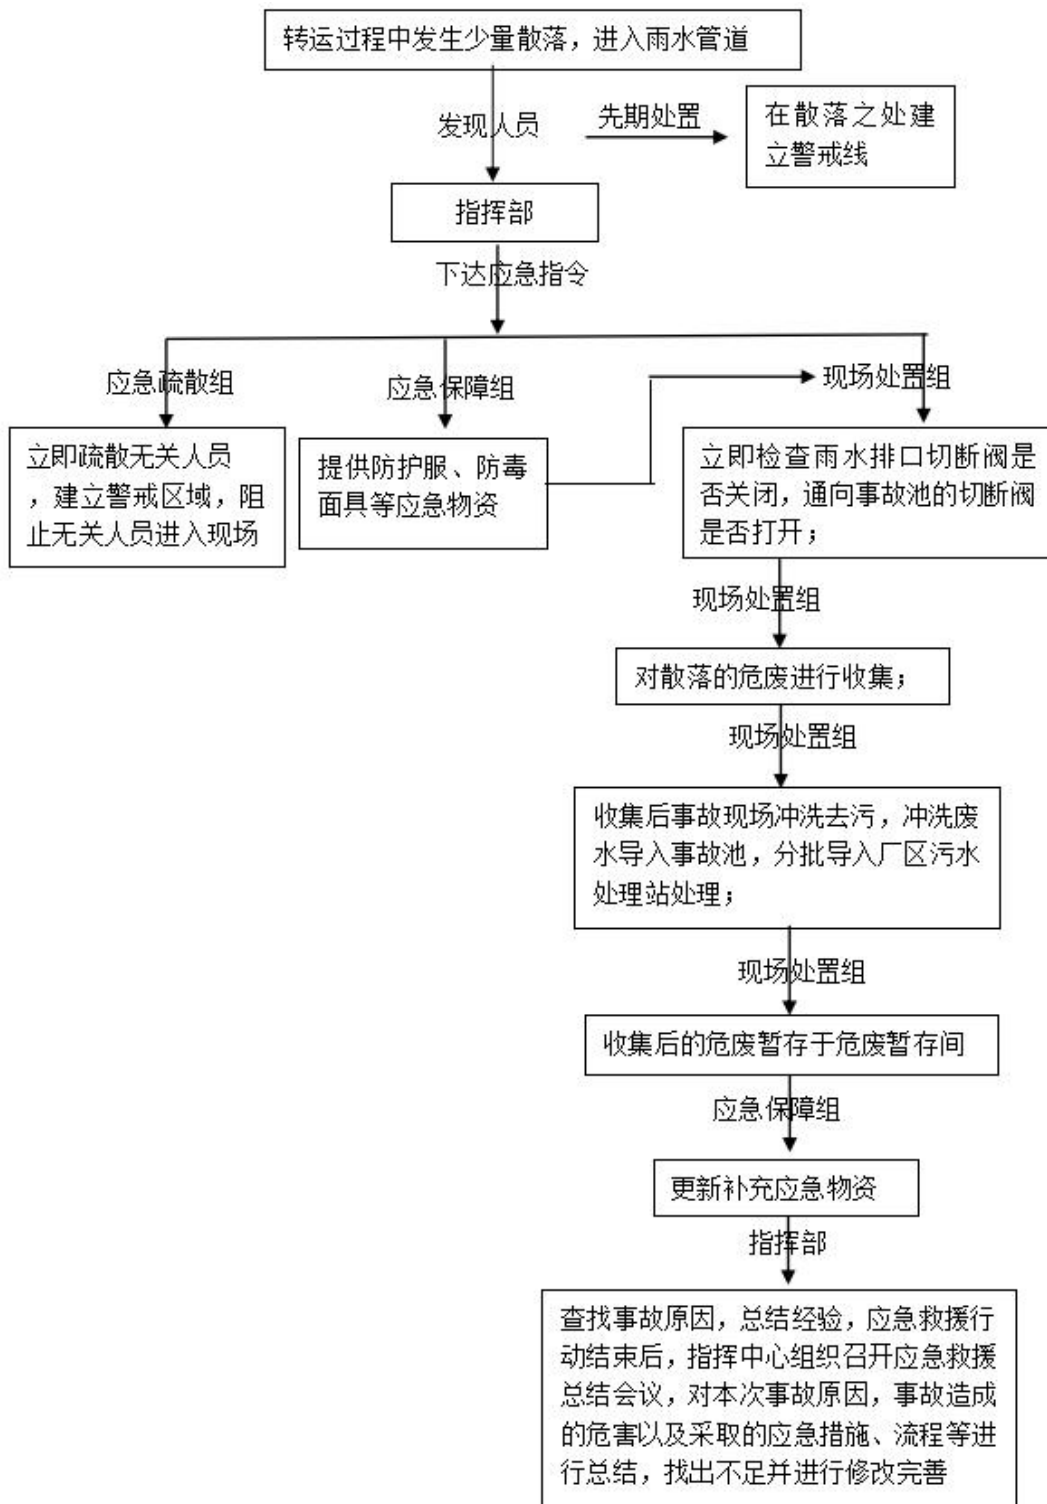 转运过程中发生少量散落，进入雨水管道
发现人员
先期处置
在散落之处建
立警戒线
指挥部
下达应急指令
应急疏散组
应急保障组
现场处置组
立即疏散无关人员
，建立警戒区域，阻
止无关人员进入现场
提供防护服、防毒
面具等应急物资
立即检查雨水排口切断阀是
否关闭，通向事故池的切断阀
是否打开；
现场处置组
对散落的危废进行收集；
现场处置组
收集后事故现场冲洗去污，冲洗废
水导入事故池，分批导入厂区污水
处理站处理；
现场处置组
收集后的危废暂存于危废暂存间
应急保障组
更新补充应急物资
指挥部
查找事故原因，总结经验，应急救援行
动结束后，指挥中心组织召开应急救援
总结会议，对本次事故原因，事故造成
的危害以及采取的应急措施、流程等进
行总结，找出不足并进行修改完善